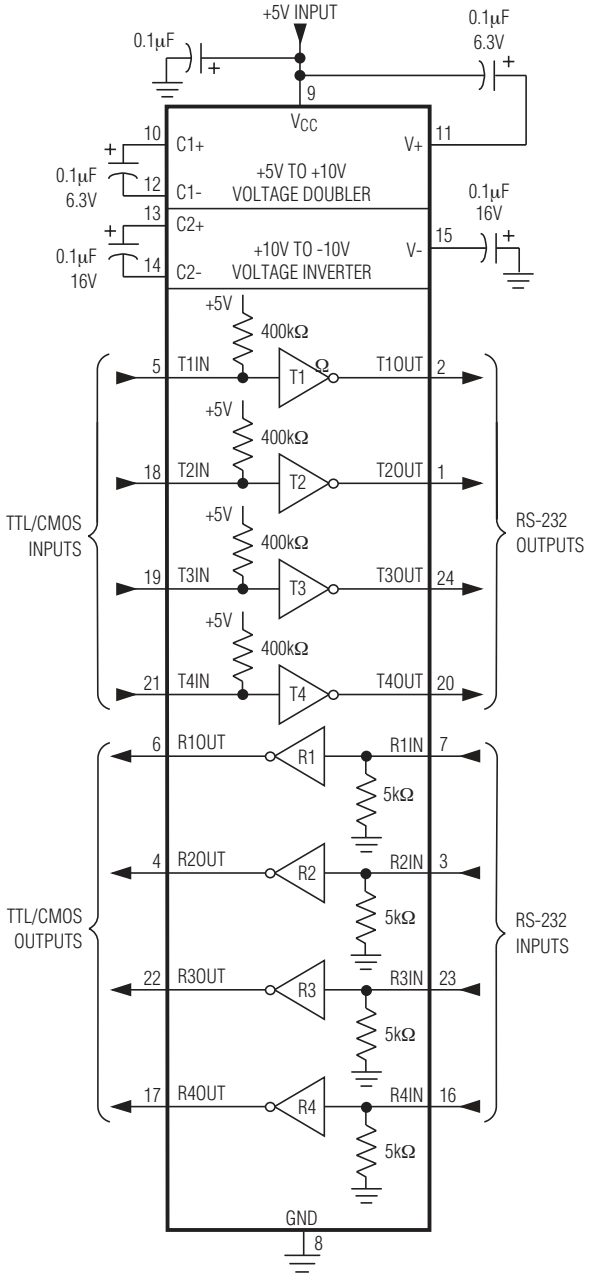 +5V INPUT
0.1µF
0.1µF
6.3V
9
VCC
10
C1+
V+
11
0.1µF
6.3V
+5V TO +10V
VOLTAGE DOUBLER
12
C1-
13
C2+
0.1µF
16V
+10V TO -10V
VOLTAGE INVERTER
V-
15
0.1µF
16V
14
C2-
+5V
400kΩ
5
T1IN
T1
Ω
T1OUT
2
+5V
400kΩ
18
T2IN
T2
T2OUT
1
TTL/CMOS
INPUTS
RS-232
OUTPUTS
+5V
400kΩ
19
T3IN
T3
T3OUT
24
+5V
400kΩ
21
T4IN
T4
T4OUT
20
6
R1OUT
R1
R1IN
7
5kΩ
4
R2OUT
R2
R2IN
3
5kΩ
TTL/CMOS
OUTPUTS
RS-232
INPUTS
22
R3OUT
R3
R3IN
23
5kΩ
17
R4OUT
R4
R4IN
16
5kΩ
GND
8